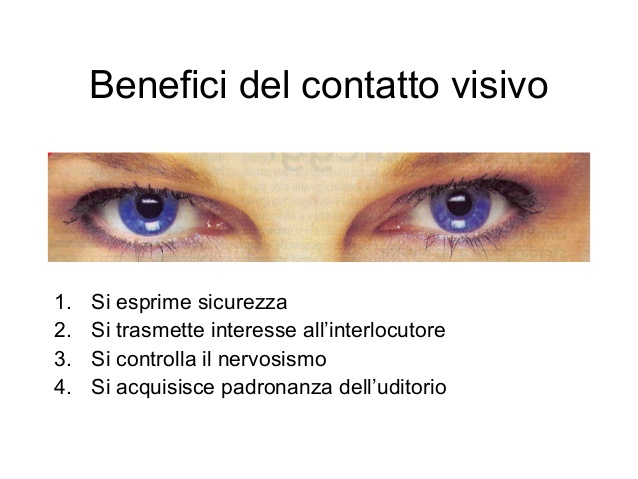 Benefici del contatto visivo
1. Si esprime sicurezza
2. Si trasmette interesse all’interlocutore
3. Si controlla il nervosismo
4. Si acquisisce padronanza dell’uditorio